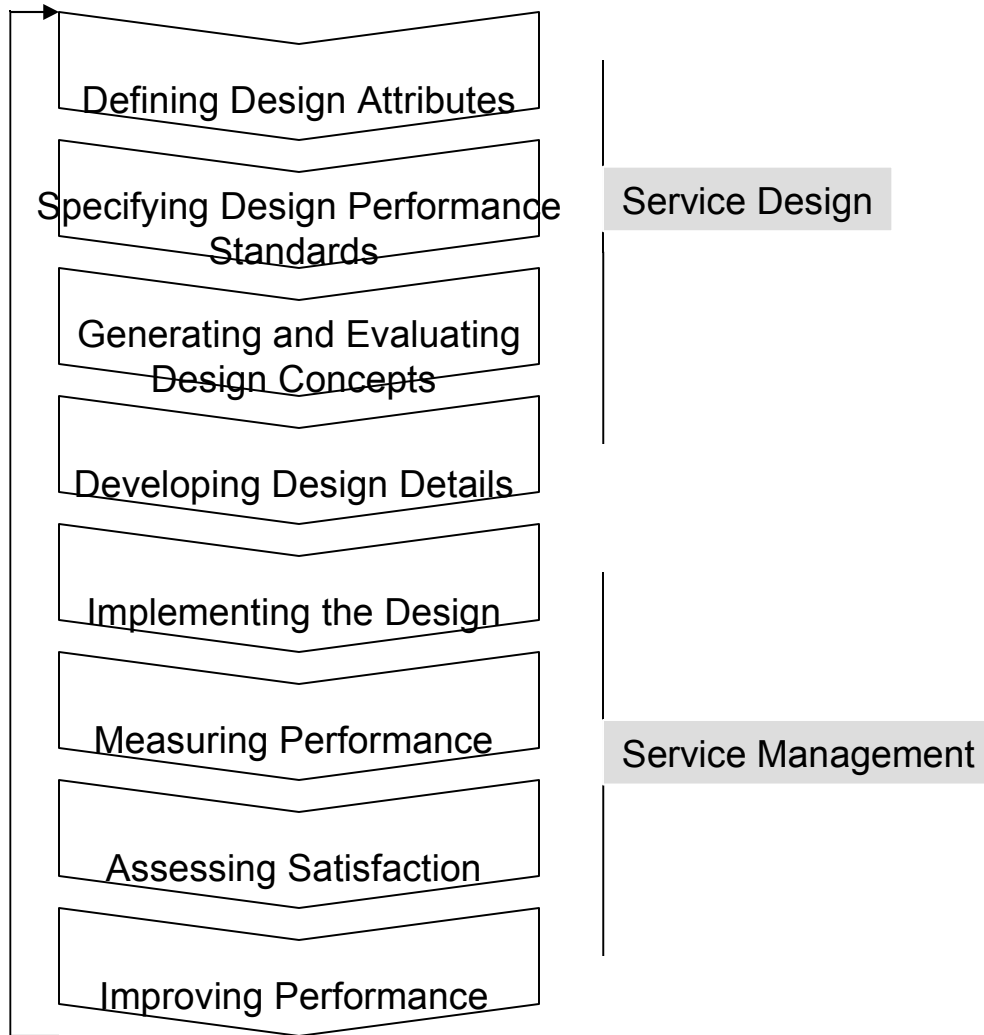 Defining Design Attributes
Specifying Design Performance
Standards
Service Design
Generating and Evaluating
Design Concepts
Developing Design Details
Implementing the Design
Measuring Performance
Service Management
Assessing Satisfaction
Improving Performance